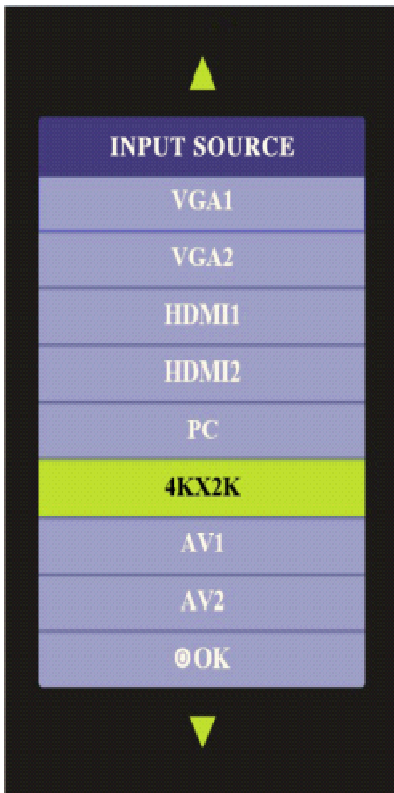 INPUT SOURCE
VGA1
VGA2
HDMI1
HDMI2
PC
4KX2K
AV1
AV2
◎OK